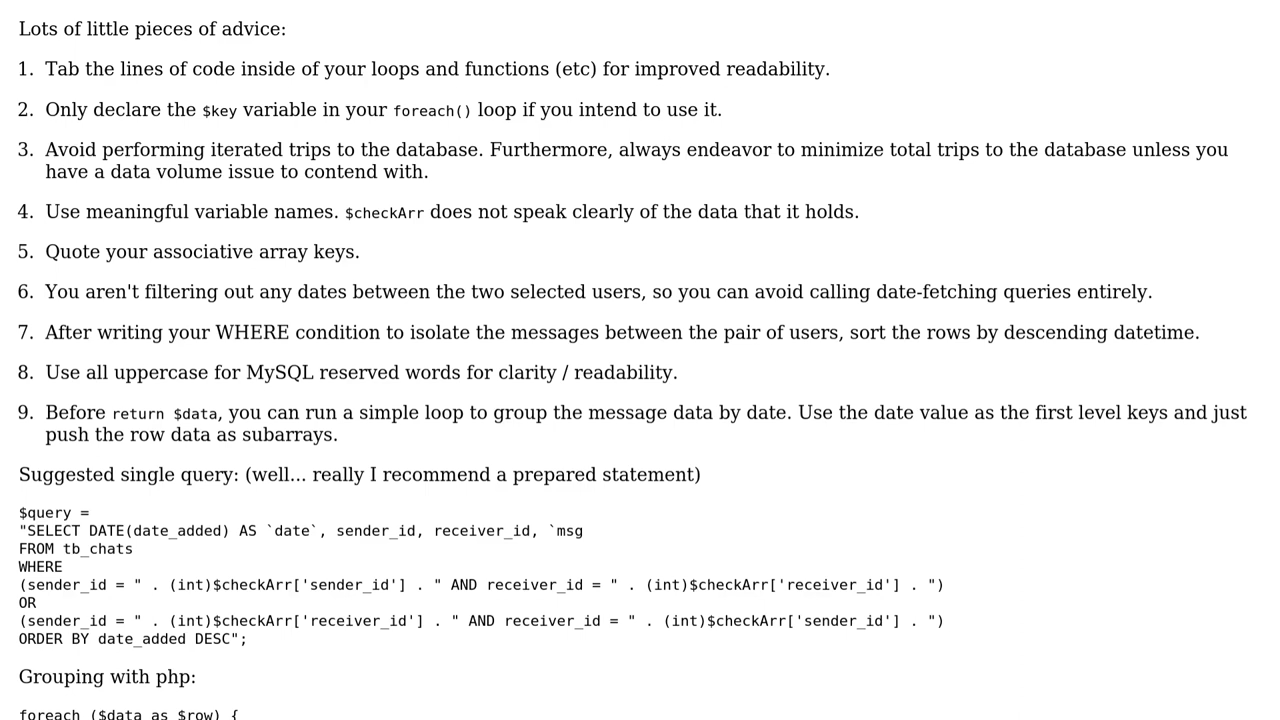 Lots of little pieces of advice:
1. Tab the lines of code inside of your loops and functions (etc) for improved readability.
2. Only declare the $key variable in your foreach() loop if you intend to use it.
3. Avoid performing iterated trips to the database. Furthermore, always endeavor to minimize total trips to the database unless you
have a data volume issue to contend with.
4. Use meaningful variable names. $checkArr does not speak clearly of the data that it holds.
5. Quote your associative array keys.
6. You aren't filtering out any dates between the two selected users, so you can avoid calling date-fetching queries entirely.
7. After writing your WHERE condition to isolate the messages between the pair of users, sort the rows by descending datetime.
8. Use all uppercase for MySQL reserved words for clarity / readability.
9. Before return $data, you can run a simple loop to group the message data by date. Use the date value as the first level keys and just
push the row data as subarrays.
Suggested single query: (well... really I recommend a prepared statement)
$query =
"SELECT DATE(date_added) AS `date`, sender_id, receiver_id, `msg
FROM tb_chats
WHERE
(sender_id = " . (int)$checkArr['sender_id'] . " AND receiver_id = " . (int)$checkArr['receiver_id'] . ")
OR
(sender_id = " . (int)$checkArr['receiver_id'] . " AND receiver_id = " . (int)$checkArr['sender_id'] . ")
ORDER BY date_added DESC";
Grouping with php:
foreach ($data as $row) {